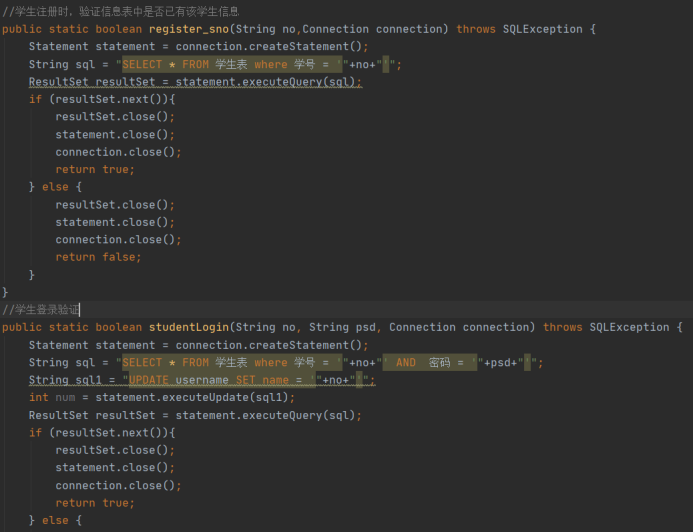 //学生注册时，验证信息表中是否已有该学生信息
public static boolean register_sno(String no,Connection connection) throws SQLException {
Statement statement = connection.createStatement();
String sql = "SELECT * FROM 学生表 where 学号 = '"+no+"'";
ResultSet resultSet = statement.executeQuery(sql);
if (resultSet.next()){
resultSet.close();
statement.close();
connection.close();
return true;
} else {
resultSet.close();
statement.close();
connection.close();
return false;
}
}
//学生登录验证
public static boolean studentLogin(String no, String psd, Connection connection) throws SQLException {
Statement statement = connection.createStatement();
String sql = "SELECT * FROM 学生表 where 学号 = '"+no+"' AND  密码 = '"+psd+"'";
String sql1 = "UPDATE username SET name = '"+no+"'";
int num = statement.executeUpdate(sql1);
ResultSet resultSet = statement.executeQuery(sql);
if (resultSet.next()){
resultSet.close();
statement.close();
connection.close();
return true;
} else {